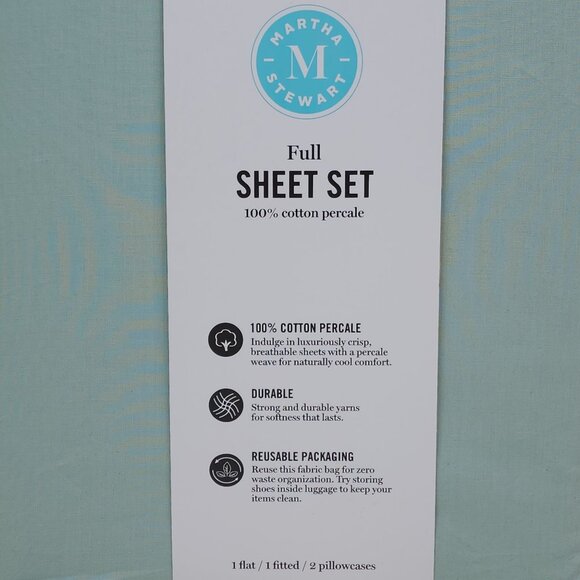 MARTHA
M
STEWART
Full
SHEET SET
100% cotton percale
100% COTTON PERCALE
Indulge in luxuriously crisp,
breathable sheets with a percale
weave for naturally cool comfort.
DURABLE
Strong and durable yarns
for softness that lasts.
REUSABLE PACKAGING
Reuse this fabric bag for zero
waste organization. Try storing
shoes inside luggage to keep your
items clean.
1 flat / 1 fitted / 2 pillowcases